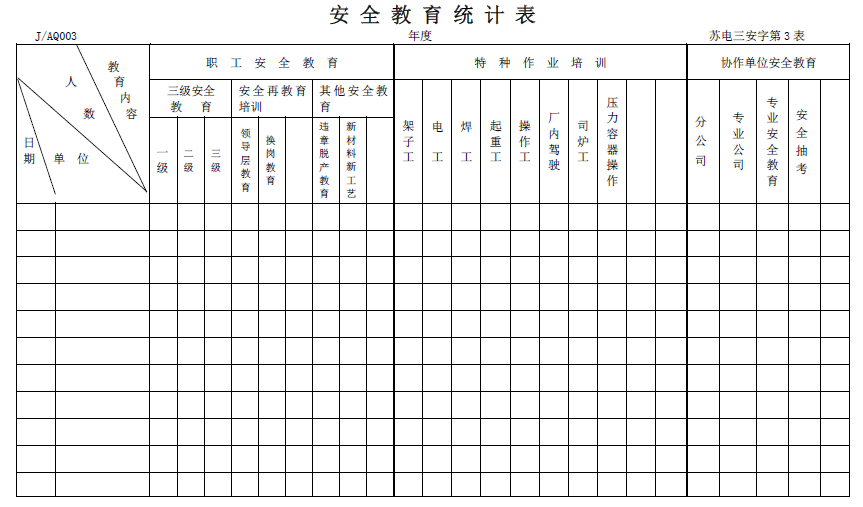 安全教育统计表
J/AQ003 年度 苏电三安字第3表
教育内容
人数
日期
单位
职工安全教育 特种作业培训 协作单位安全教育
三级安全教育
安全再教育培训
其他安全教育
一级
二级
三级
领导层教育
换岗教育
违章脱产教育
新材料新工艺
架子工
电工
焊工
起重工
操作工
厂内驾驶
司炉工
压力容器操作
分公司
专业公司
专业安全教育
安全抽考